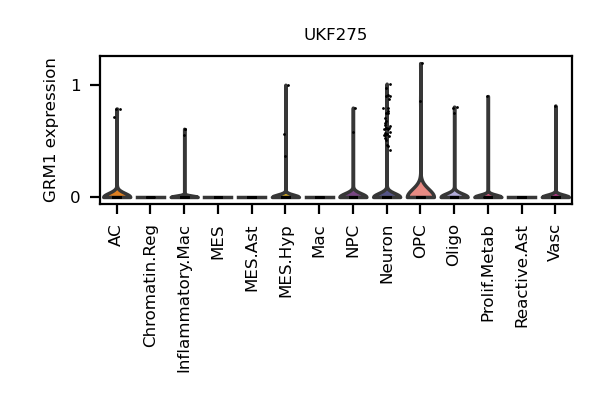 UKF275
GRM1 expression
1
0
AC
Chromatin.Reg
Inflammatory.Mac
MES
MES.Ast
MES.Hyp
Mac
NPC
Neuron
OPC
Oligo
Prolif.Metab
Reactive.Ast
Vasc